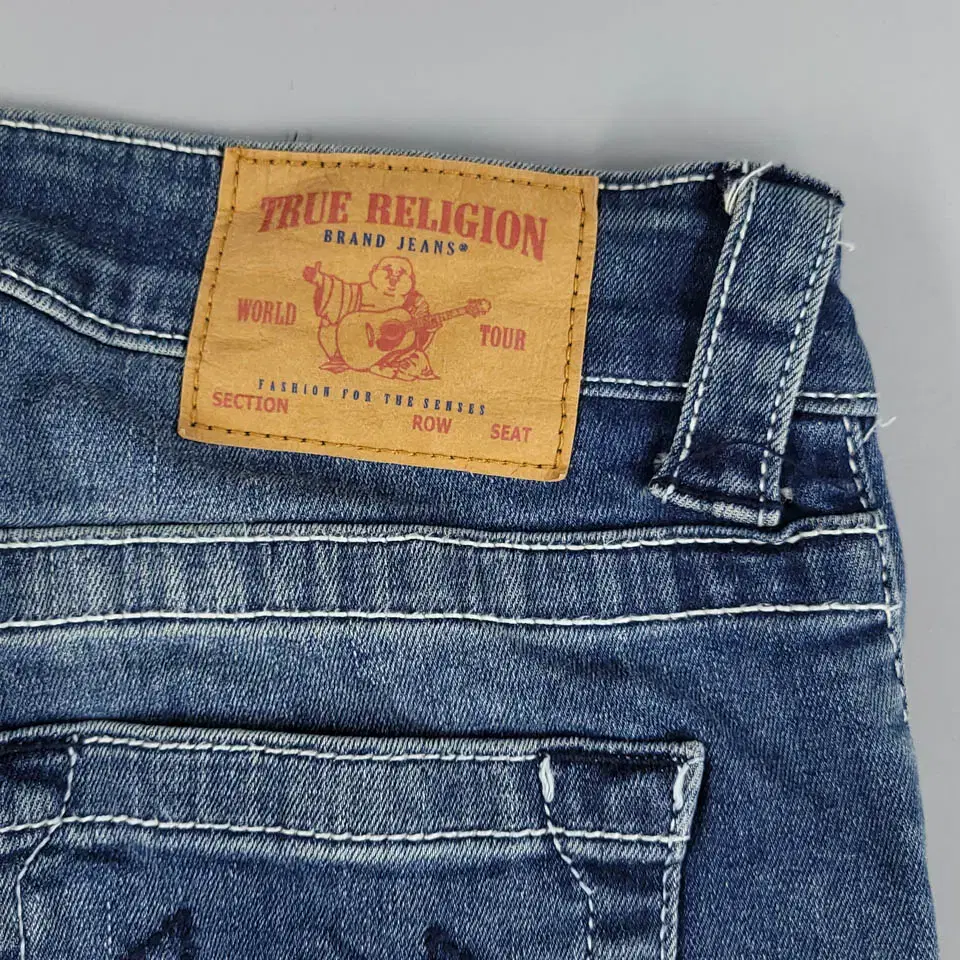 TRUE RELIGION
BRAND JEANS®
WORLD TOUR
FASHION FOR THE SENSES
SECTION ROW SEAT